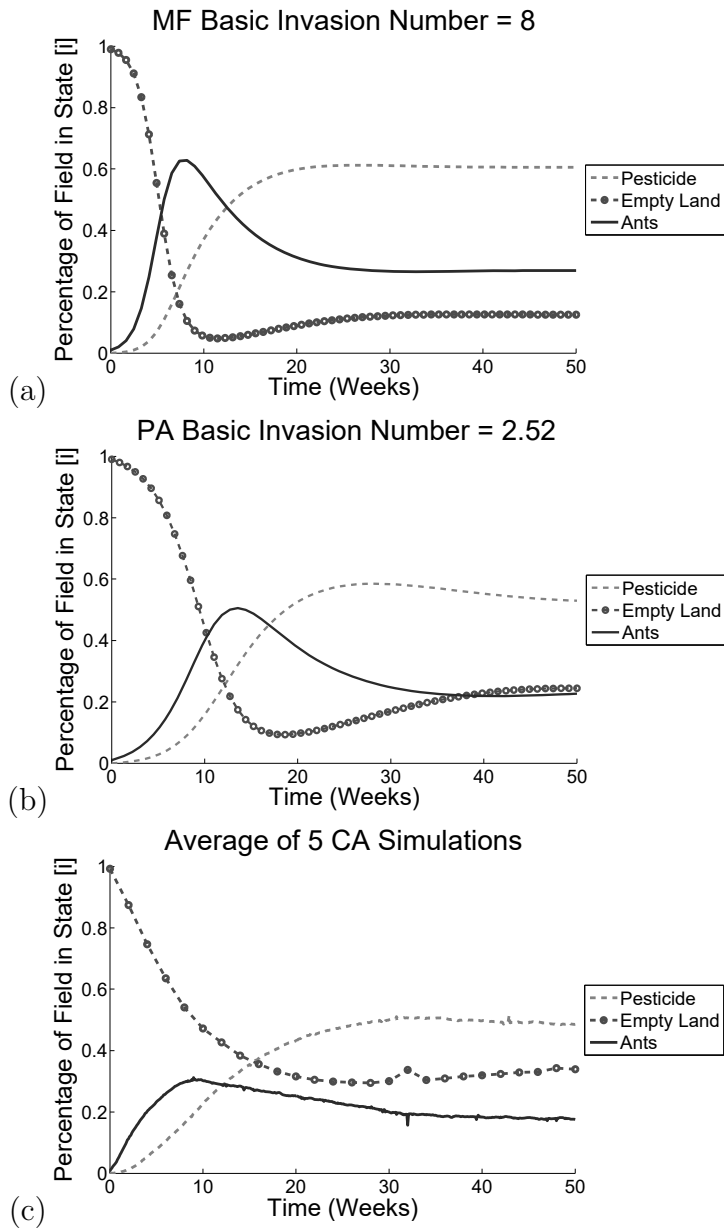 MF Basic Invasion Number = 8
Percentage of Field in State [i]
1
0.8
0.6
0.4
0.2
0
0 10 20 30 40 50
Time (Weeks)
Pesticide
Empty Land
Ants
(a)
PA Basic Invasion Number = 2.52
Percentage of Field in State [i]
1
0.8
0.6
0.4
0.2
0
0 10 20 30 40 50
Time (Weeks)
Pesticide
Empty Land
Ants
(b)
Average of 5 CA Simulations
Percentage of Field in State [i]
1
0.8
0.6
0.4
0.2
0
0 10 20 30 40 50
Time (Weeks)
Pesticide
Empty Land
Ants
(c)